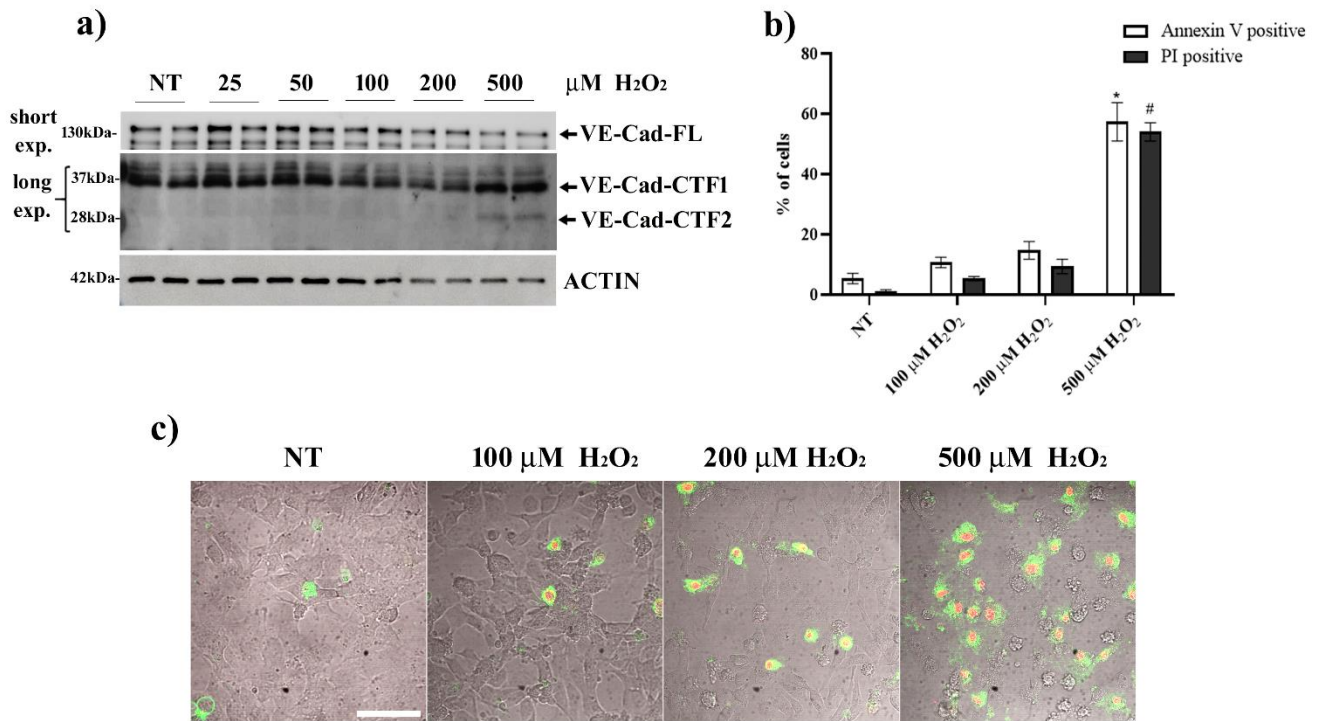 a)
NT 25 50 100 200 500 μM H₂O₂
short exp.
130kDa-
VE-Cad-FL
long exp.
37kDa-
VE-Cad-CTF1
28kDa-
VE-Cad-CTF2
42kDa-
ACTIN
b)
Annexin V positive
PI positive
% of cells
80
60
40
20
0
*
#
NT
100 μM H₂O₂
200 μM H₂O₂
500 μM H₂O₂
c)
NT 100 μM H₂O₂ 200 μM H₂O₂ 500 μM H₂O₂